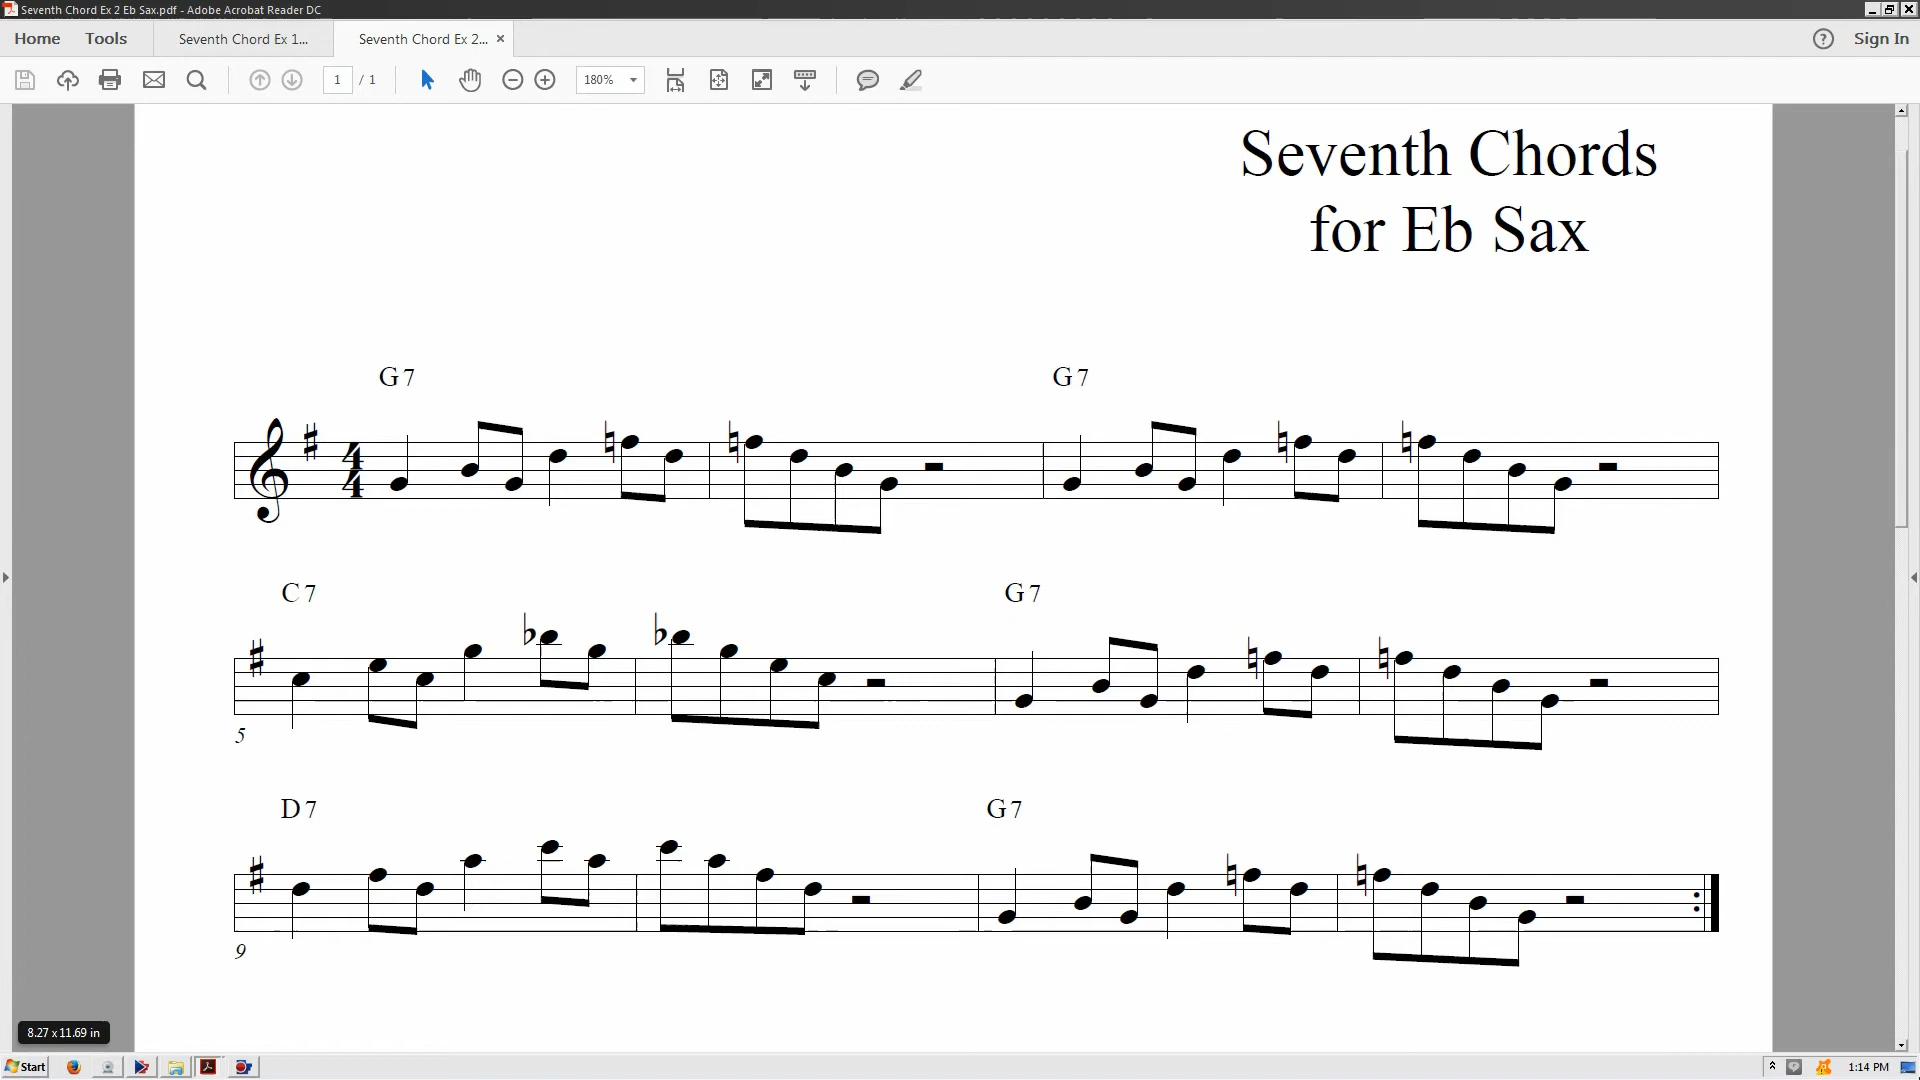 Seventh Chord Ex 2 Eb Sax.pdf - Adobe Acrobat Reader DC
Home Tools Seventh Chord Ex 1... Seventh Chord Ex 2... Sign In
1 / 1 180%
Seventh Chords
for Eb Sax
G7 G7
4
4
C7 G7
5
D7 G7
9
8.27 x 11.69 in
Start 1:14 PM